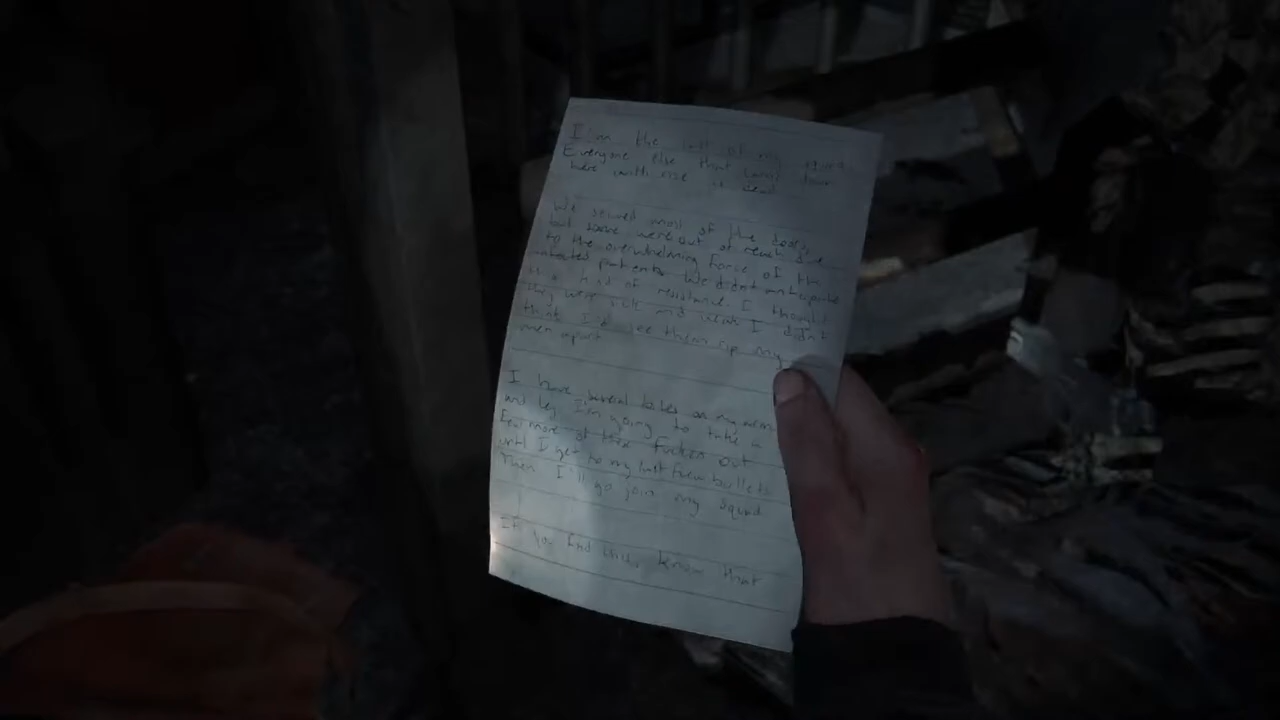 I'm the last of my squad.
Everyone else that came down
here with me is dead
We secured most of the doors,
but some were out of reach due
to the overwhelming force of the
infected patients. We didn't anticipate
this kind of resistance. I thought
they were sick and weak I didn't
think I'd see them rip my
men apart
I have several bites on my arm
and leg I'm going to take a
few more of these fuckers out
until I get to my last few bullets
Then I'll go join my squad
If you find this, know that